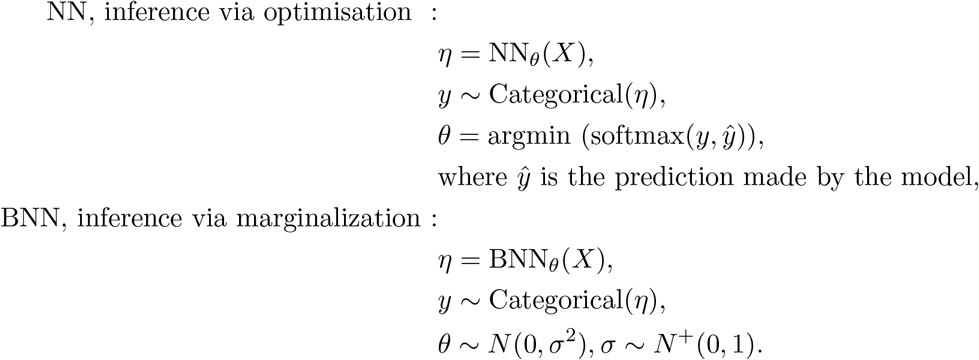 NN, inference via optimisation :
η = NN_θ(X),
y ∼ Categorical(η),
θ = argmin (softmax(y, ŷ)),
where ŷ is the prediction made by the model,
BNN, inference via marginalization :
η = BNN_θ(X),
y ∼ Categorical(η),
θ ∼ N(0, σ²), σ ∼ N⁺(0, 1).